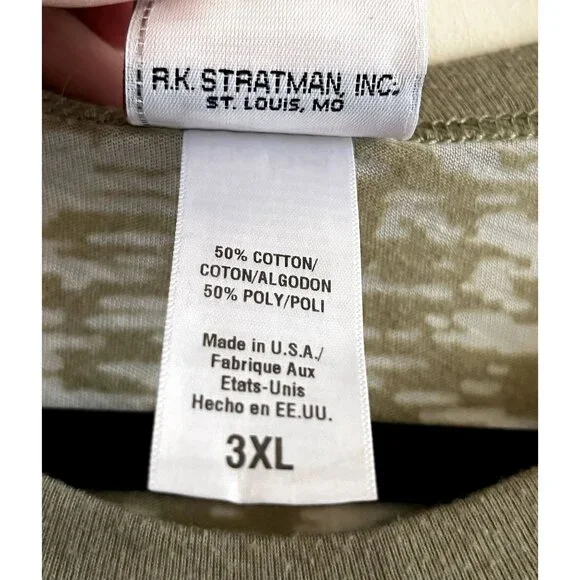 R.K. STRATMAN, INC.
ST. LOUIS, MO
50% COTTON/
COTON/ALGODON
50% POLY/POLI
Made in U.S.A./
Fabrique Aux
Etats-Unis
Hecho en EE.UU.
3XL